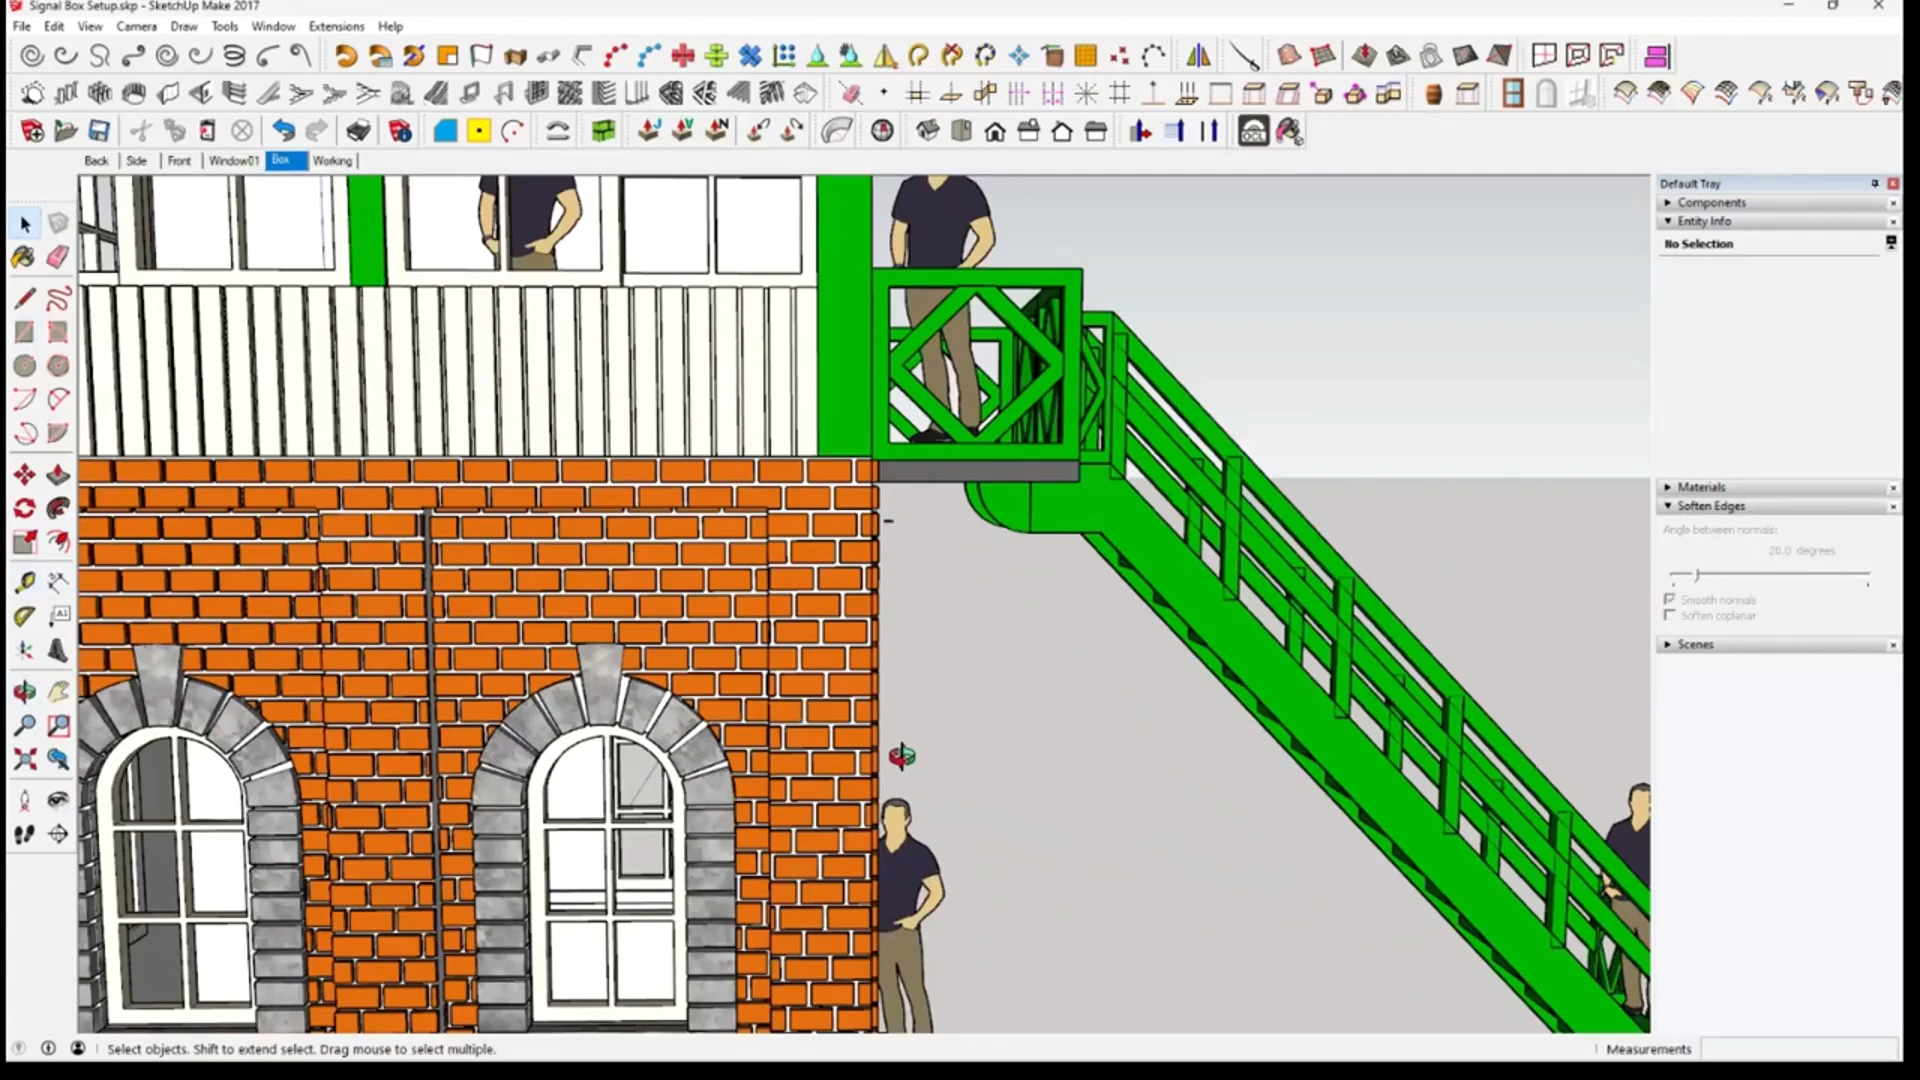 Signal Box Setup.skp - SketchUp Make 2017
File Edit View Camera Draw Tools Window Extensions Help
Back Side Front Window01 Box Working
Default Tray
Components
Entity Info
No Selection
Materials
Soften Edges
Angle between normals:
20.0 degrees
Smooth normals
Soften coplanar
Scenes
Select objects. Shift to extend select. Drag mouse to select multiple.
Measurements